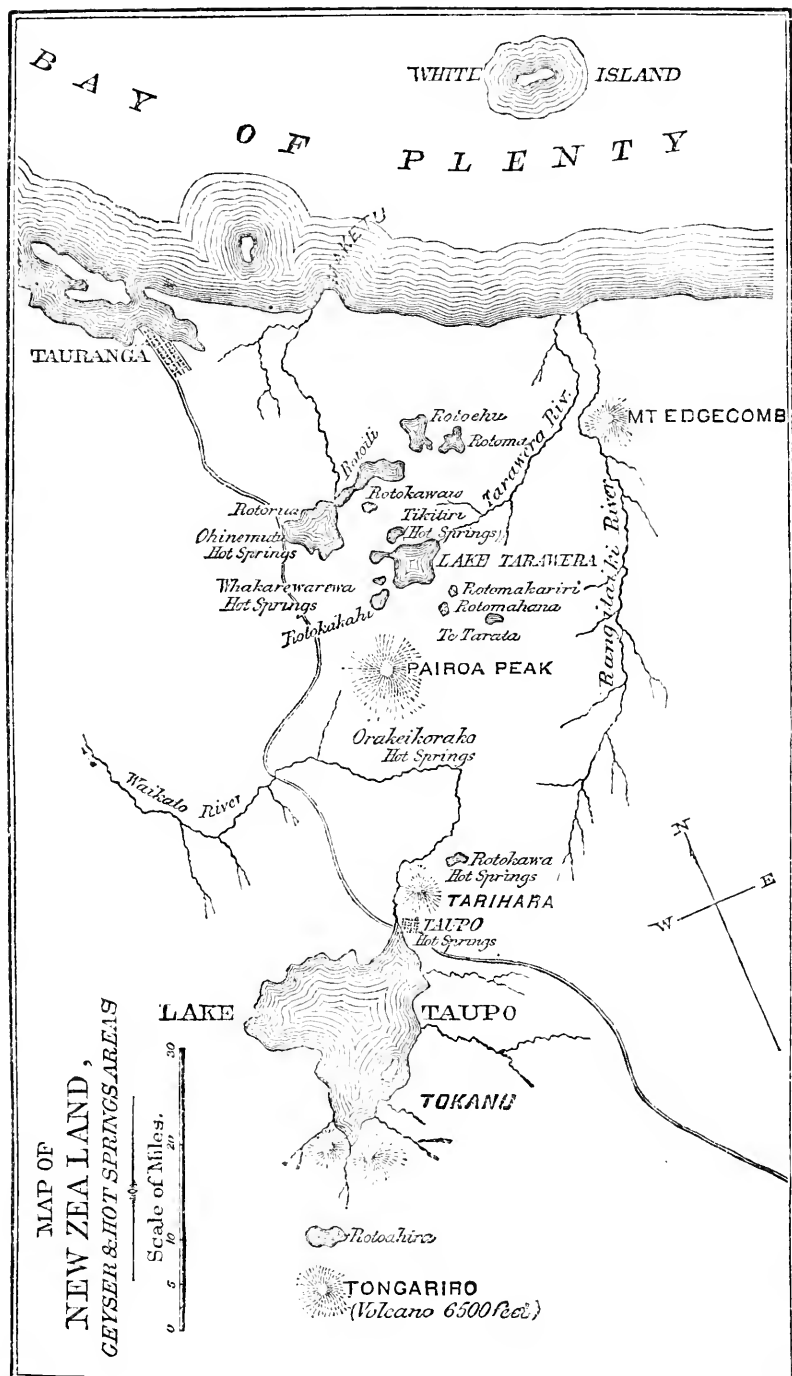 BAY OF PLENTY
WHITE ISLAND
MAKETU
TAURANGA
MT EDGECOMB
Rotoehu
Rotoma
Rotoiti
Tarawera Riv.
Rotokawau
Rotorua
Tikitiri
(Hot Springs)
Ohinemutu
Hot Springs
LAKE TARAWERA
Whakarewarewa
Hot Springs
Rotomakariri
Rotomahana
Rotokakahi
Te Tarata
Rangitaiki River
PAIROA PEAK
Orakeikorako
Hot Springs
Waikato River
Rotokawa
Hot Springs
TARIHARA
TAUPO
Hot Springs
N
E
W
LAKE TAUPO
TOKANU
Rotoahira
TONGARIRO
(Volcano 6500 feet)
MAP OF
NEW ZEALAND,
GEYSER & HOT SPRINGS AREAS
Scale of Miles.
0 5 10 20 30